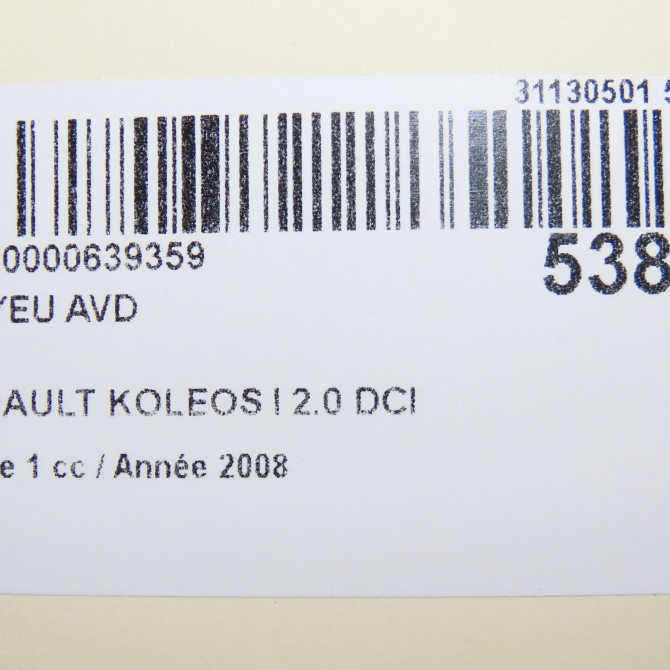 31130501 5
0000639359
538
YEU AVD
AULT KOLEOS I 2.0 DCI
e 1 cc / Année 2008